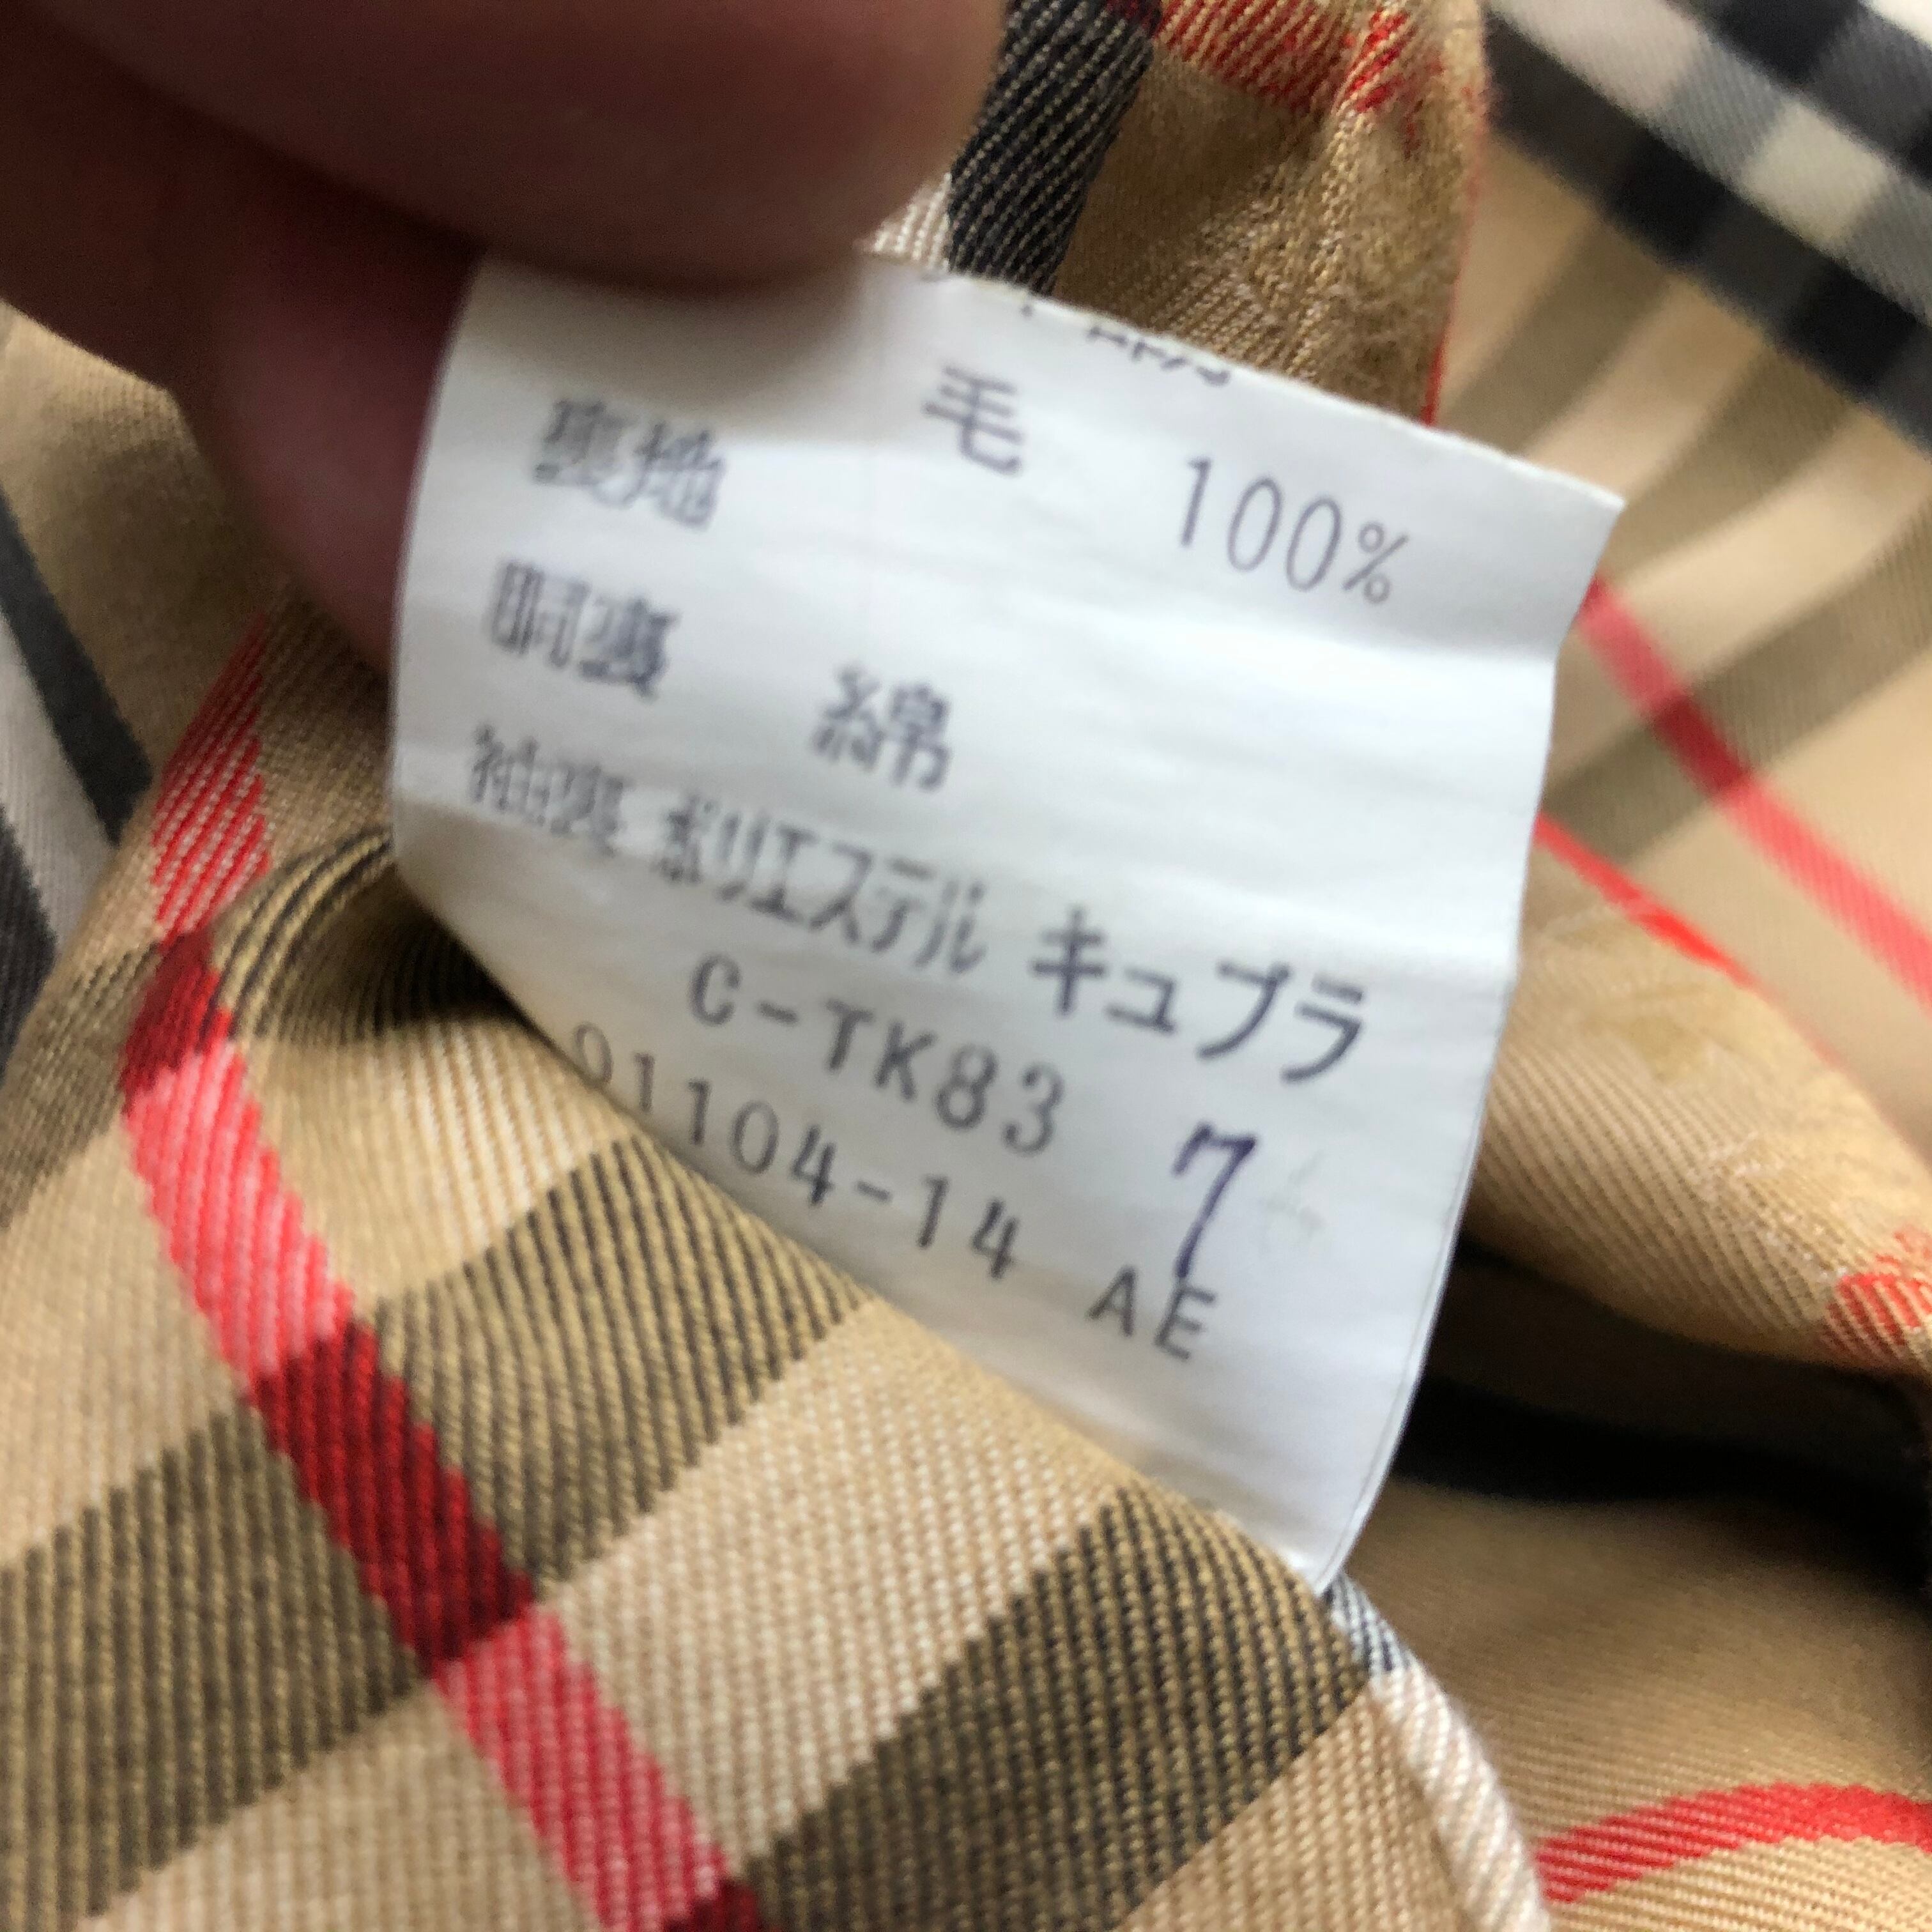 毛 100%
裏地
胴裏 綿
袖裏 ポリエステル キュプラ
C-TK83 7
91104-14 AE